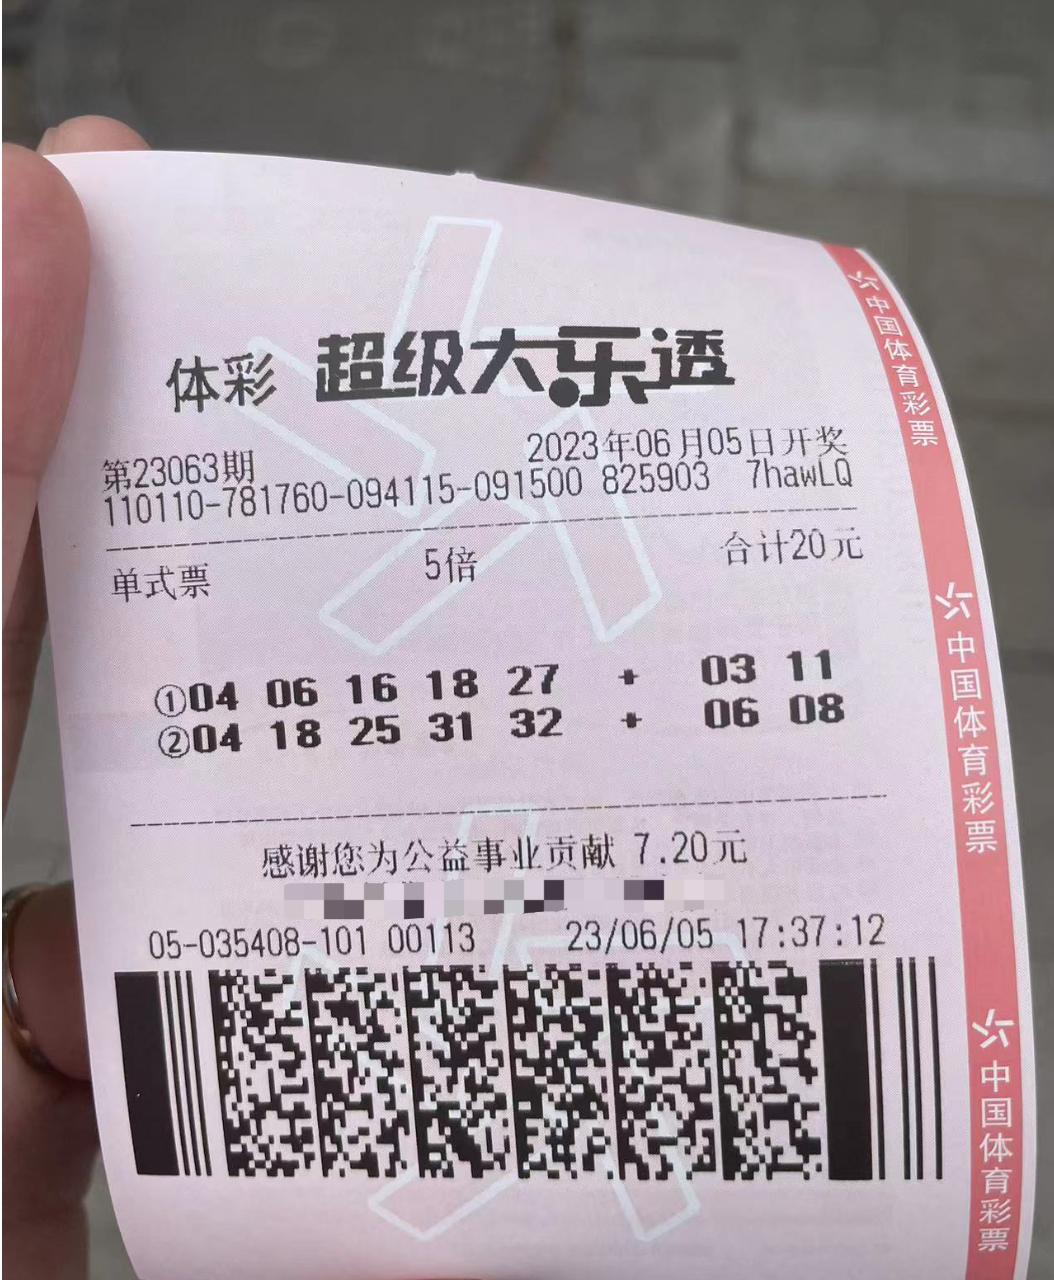 体彩 超级大乐透
第23063期 2023年06月05日开奖
110110-781760-094115-091500 825903 7hawLQ
单式票 5倍 合计20元
①04 06 16 18 27 + 03 11
②04 18 25 31 32 + 06 08
感谢您为公益事业贡献 7.20元
05-035408-101 00113 23/06/05 17:37:12
中国体育彩票
中国体育彩票
中国体育彩票